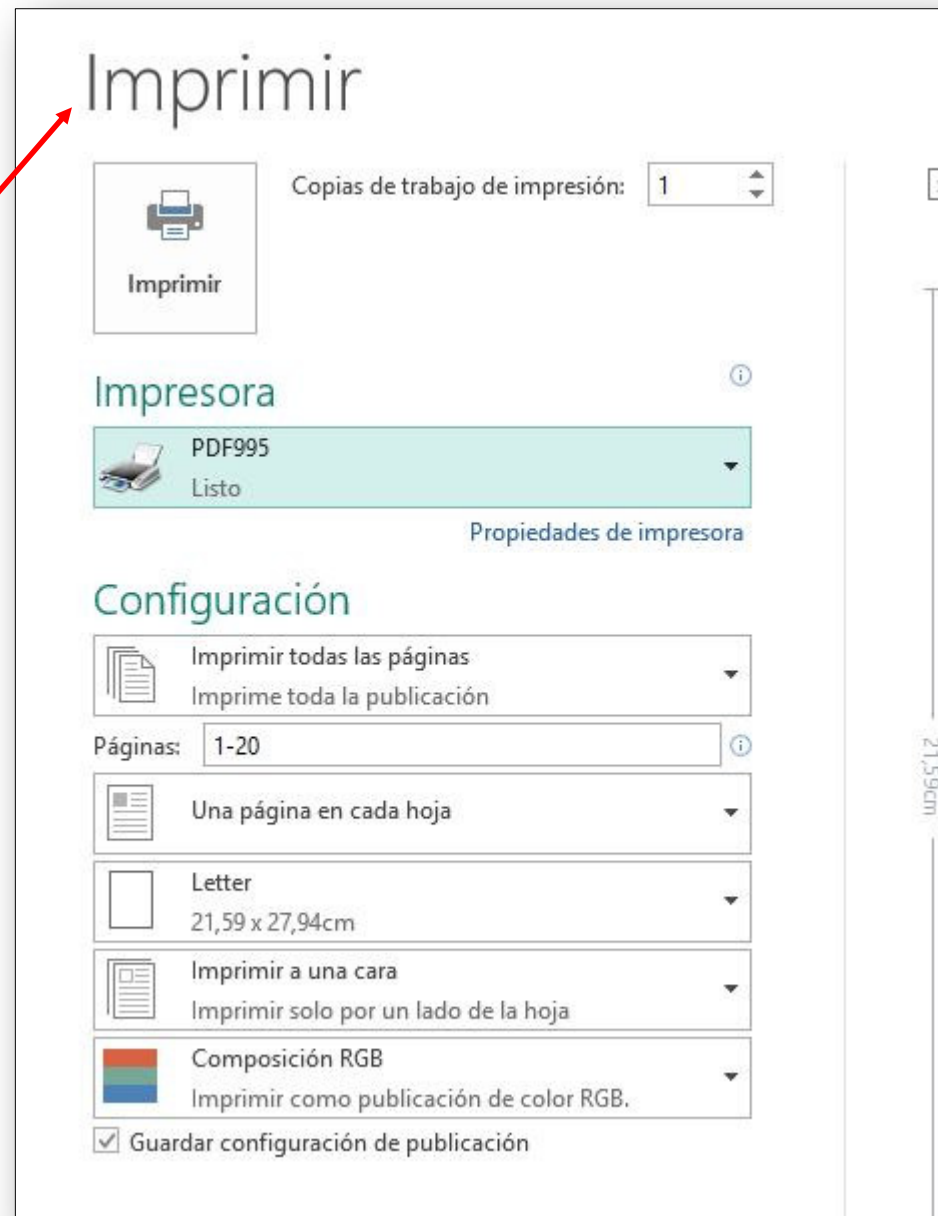 Imprimir
Copias de trabajo de impresión: 1
Imprimir
Impresora
PDF995
Listo
Propiedades de impresora
Configuración
Imprimir todas las páginas
Imprime toda la publicación
Páginas: 1-20
Una página en cada hoja
Letter
21,59 x 27,94cm
Imprimir a una cara
Imprimir solo por un lado de la hoja
Composición RGB
Imprimir como publicación de color RGB.
Guardar configuración de publicación
21,59cm